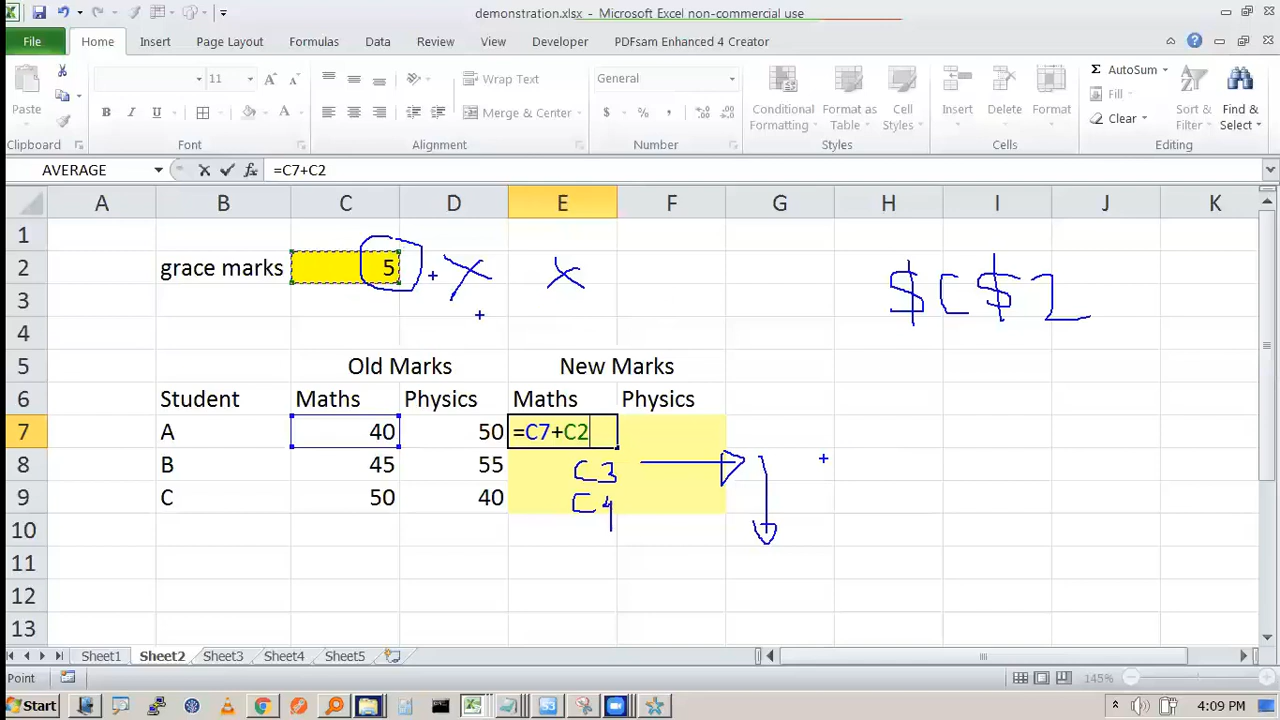 demonstration.xlsx - Microsoft Excel non-commercial use
File Home Insert Page Layout Formulas Data Review View Developer PDFsam Enhanced 4 Creator
11 Wrap Text General AutoSum
Paste Conditional Formatting Format as Table Cell Styles Insert Delete Format Fill Sort & Filter Find & Select
B I U Merge & Center $ % , Clear
Clipboard Font Alignment Number Styles Cells Editing
AVERAGE fx =C7+C2
A B C D E F G H I J K
1
2 grace marks 5 + X X $C$2
3 +
4
5 Old Marks New Marks
6 Student Maths Physics Maths Physics
7 A 40 50 =C7+C2
8 B 45 55 C3
9 C 50 40 C4
10
11
12
13
Sheet1 Sheet2 Sheet3 Sheet4 Sheet5
Point 145%
Start 4:09 PM